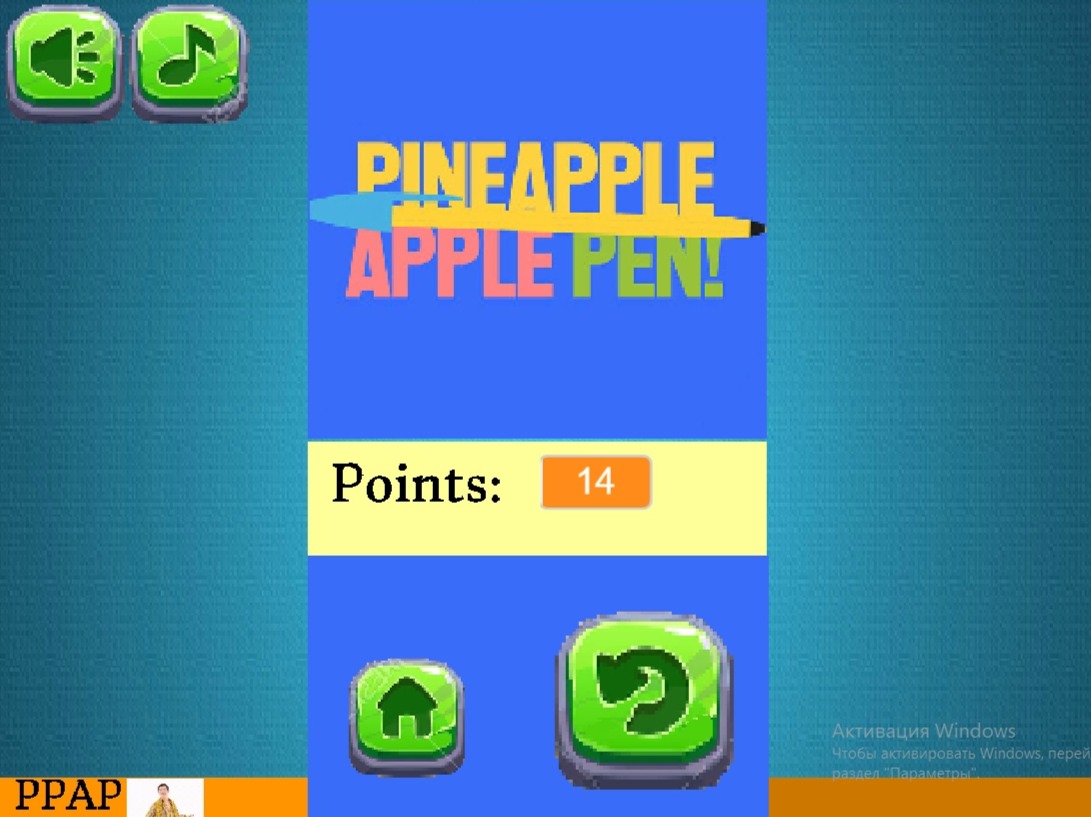 PINEAPPLE
APPLE PEN!
Points: 14
Активация Windows
Чтобы активировать Windows, перей
раздел "Параметры".
PPAP